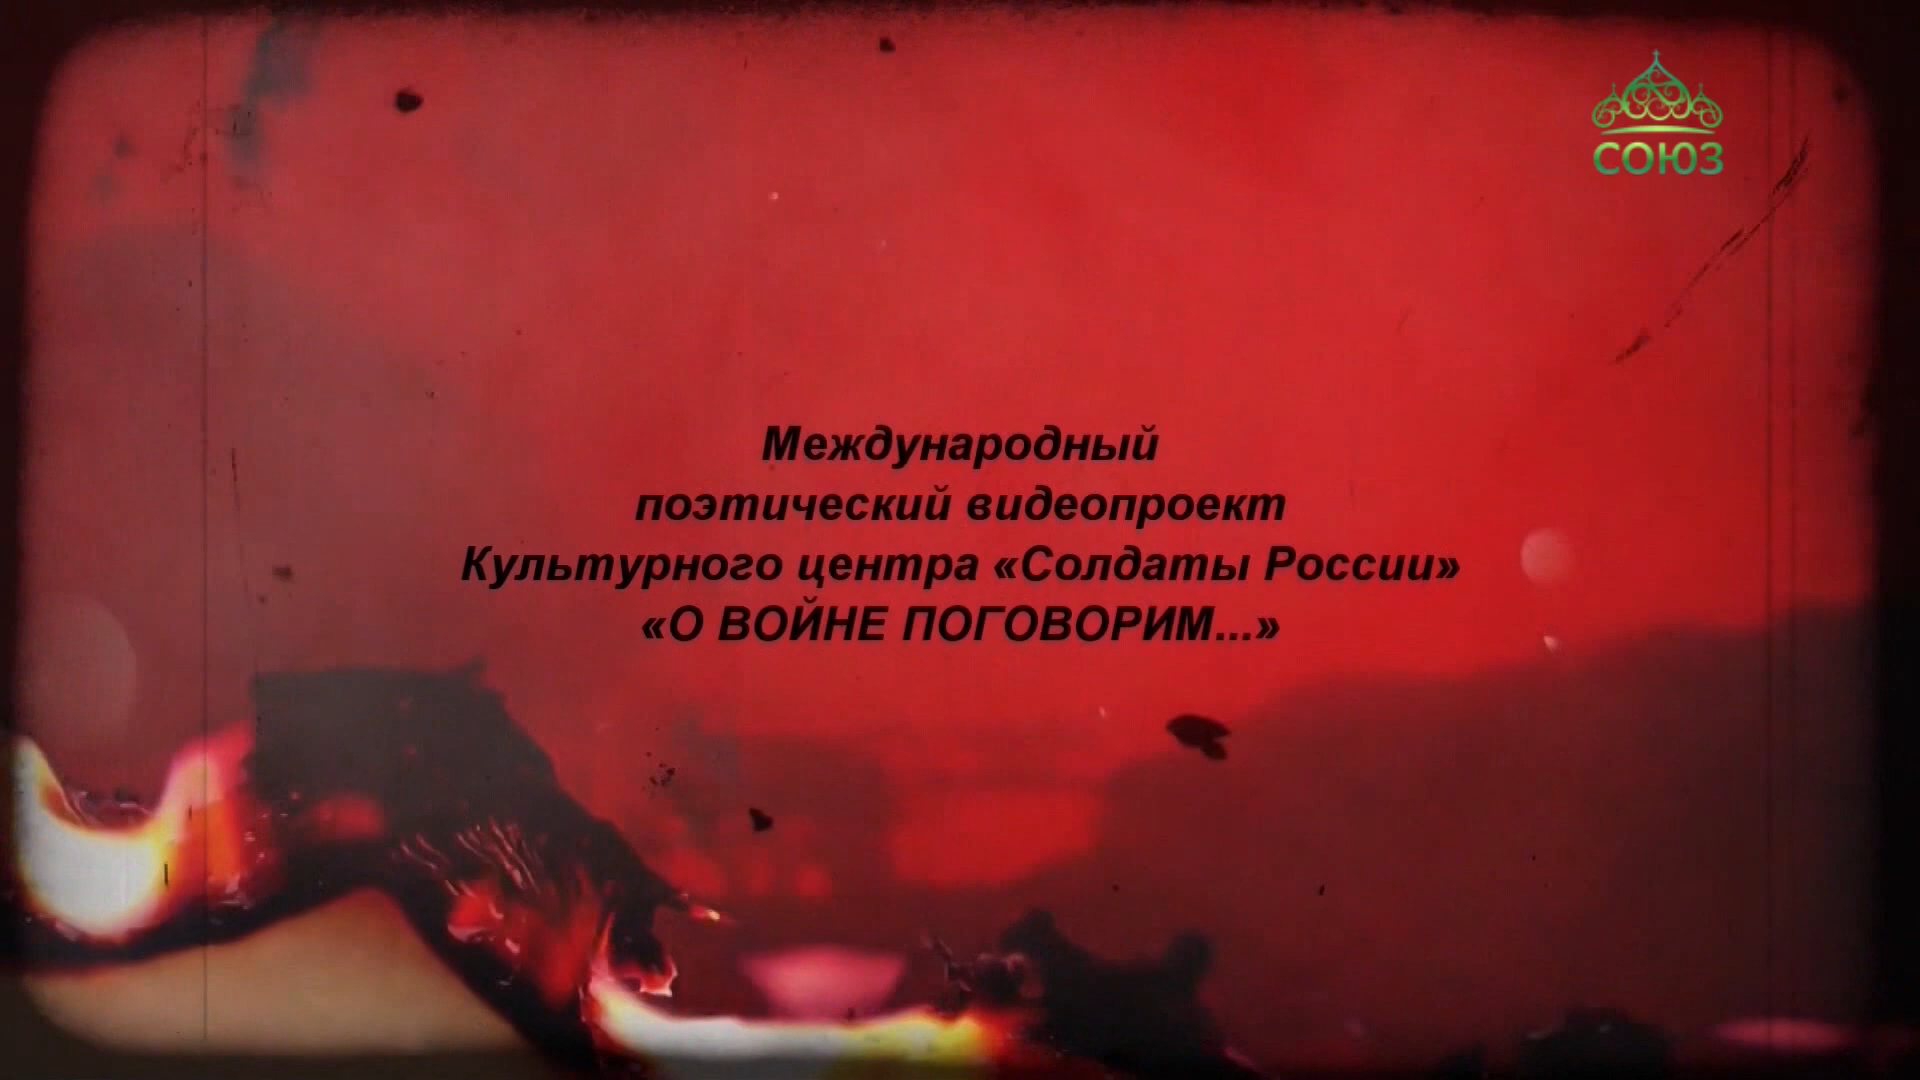 СОЮЗ
Международный
поэтический видеопроект
Культурного центра «Солдаты России»
«О ВОЙНЕ ПОГОВОРИМ...»